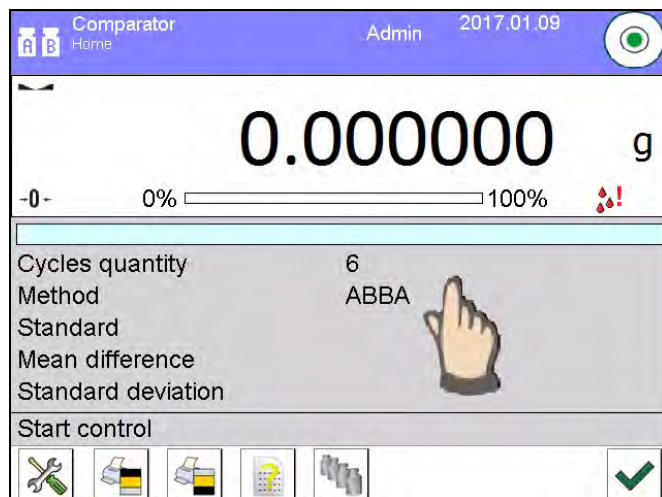 Comparator
Admin
2017.01.09
A B
Home
0.000000 g
-0-
0%
100%
!
Cycles quantity 6
Method ABBA
Standard
Mean difference
Standard deviation
Start control
?